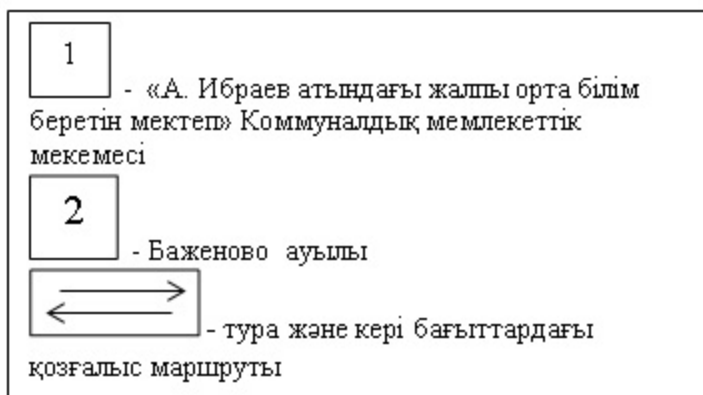 1 - «А. Ибраев атындағы жалпы орта білім
беретін мектеп» Коммуналдық мемлекеттік
мекемесі
2 - Баженово ауылы
- тура және кері бағыттардағы
қозғалыс маршруты